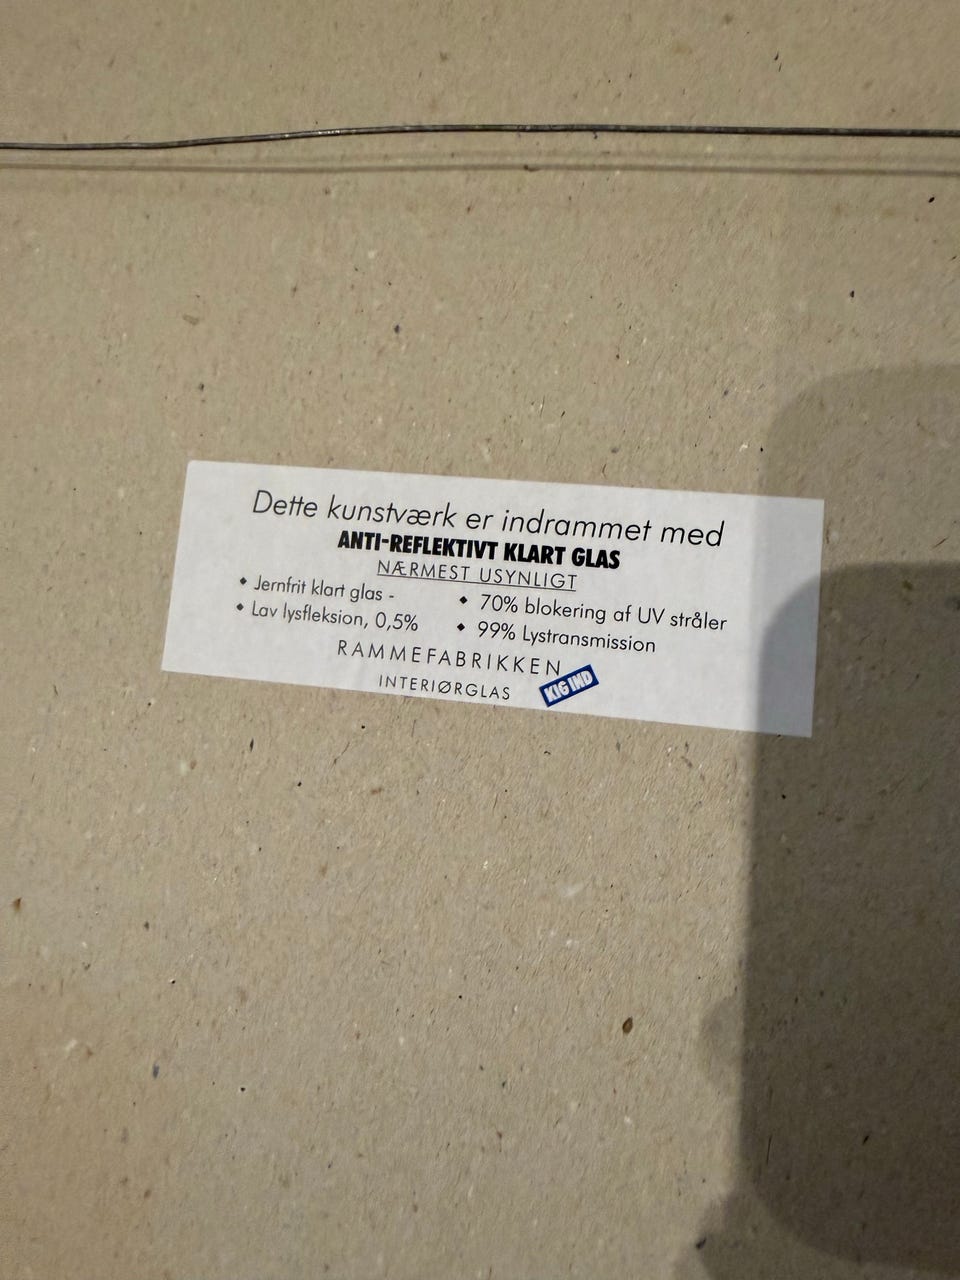 Dette kunstværk er indrammet med
ANTI-REFLEKTIVT KLART GLAS
NÆRMEST USYNLIGT
• Jernfrit klart glas -
• Lav lysfleksion, 0,5%
• 70% blokering af UV stråler
• 99% Lystransmission
RAMMEFABRIKKEN
INTERIØRGLAS
KIG IND